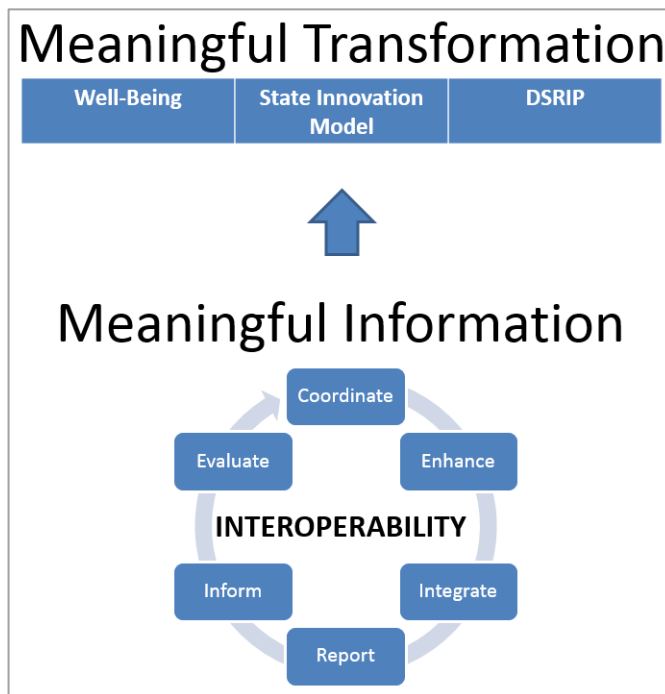 Meaningful Transformation
Well-Being
State Innovation
Model
DSRIP
Meaningful Information
Coordinate
Enhance
Integrate
Report
Inform
Evaluate
INTEROPERABILITY